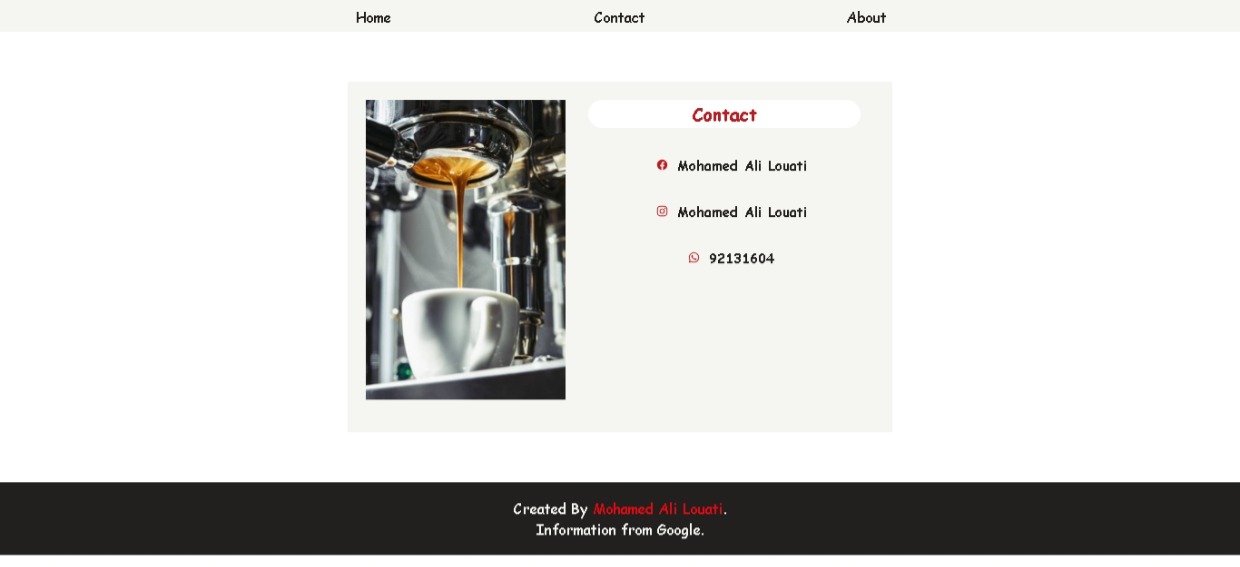 Home Contact About
Contact
Mohamed Ali Louati
Mohamed Ali Louati
92131604
Created By Mohamed Ali Louati.
Information from Google.